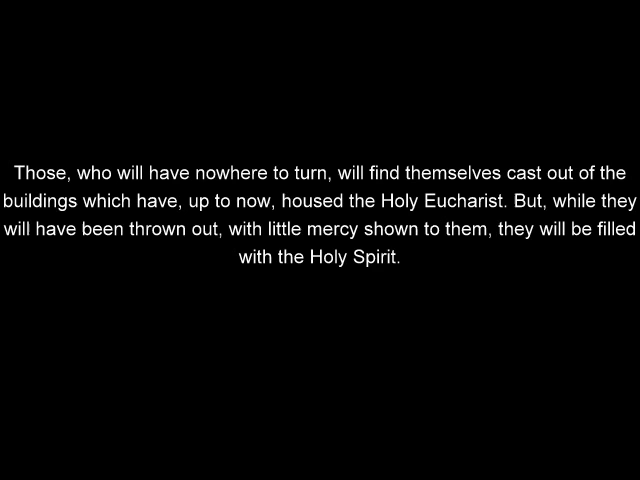 Those, who will have nowhere to turn, will find themselves cast out of the
buildings which have, up to now, housed the Holy Eucharist. But, while they
will have been thrown out, with little mercy shown to them, they will be filled
with the Holy Spirit.